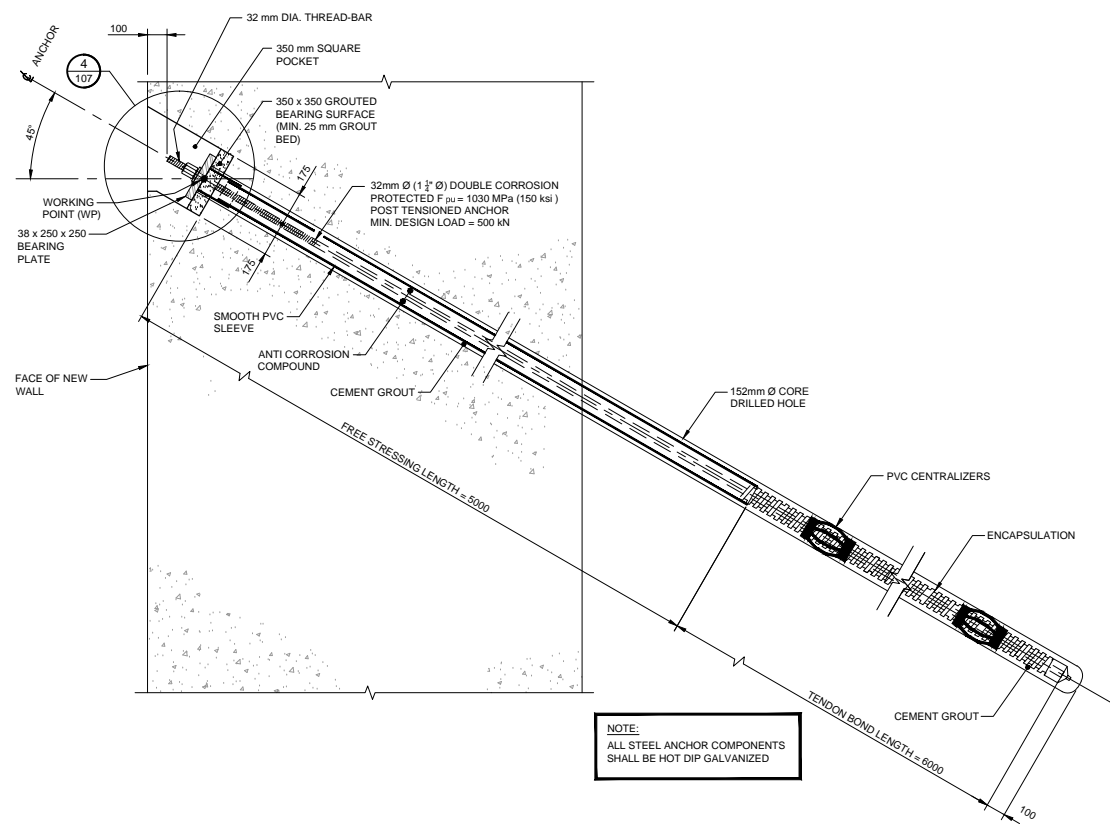 32 mm DIA. THREAD-BAR
100
350 mm SQUARE
POCKET
℄ ANCHOR
4
107
350 x 350 GROUTED
BEARING SURFACE
(MIN. 25 mm GROUT
BED)
45°
175
32mm Ø (1 1/4" Ø) DOUBLE CORROSION
PROTECTED F pu = 1030 MPa (150 ksi)
POST TENSIONED ANCHOR
MIN. DESIGN LOAD = 500 kN
WORKING
POINT (WP)
38 x 250 x 250
BEARING
PLATE
175
SMOOTH PVC
SLEEVE
ANTI CORROSION
COMPOUND
CEMENT GROUT
FACE OF NEW
WALL
152mm Ø CORE
DRILLED HOLE
FREE STRESSING LENGTH = 5000
PVC CENTRALIZERS
ENCAPSULATION
CEMENT GROUT
TENDON BOND LENGTH = 6000
100
NOTE:
ALL STEEL ANCHOR COMPONENTS
SHALL BE HOT DIP GALVANIZED